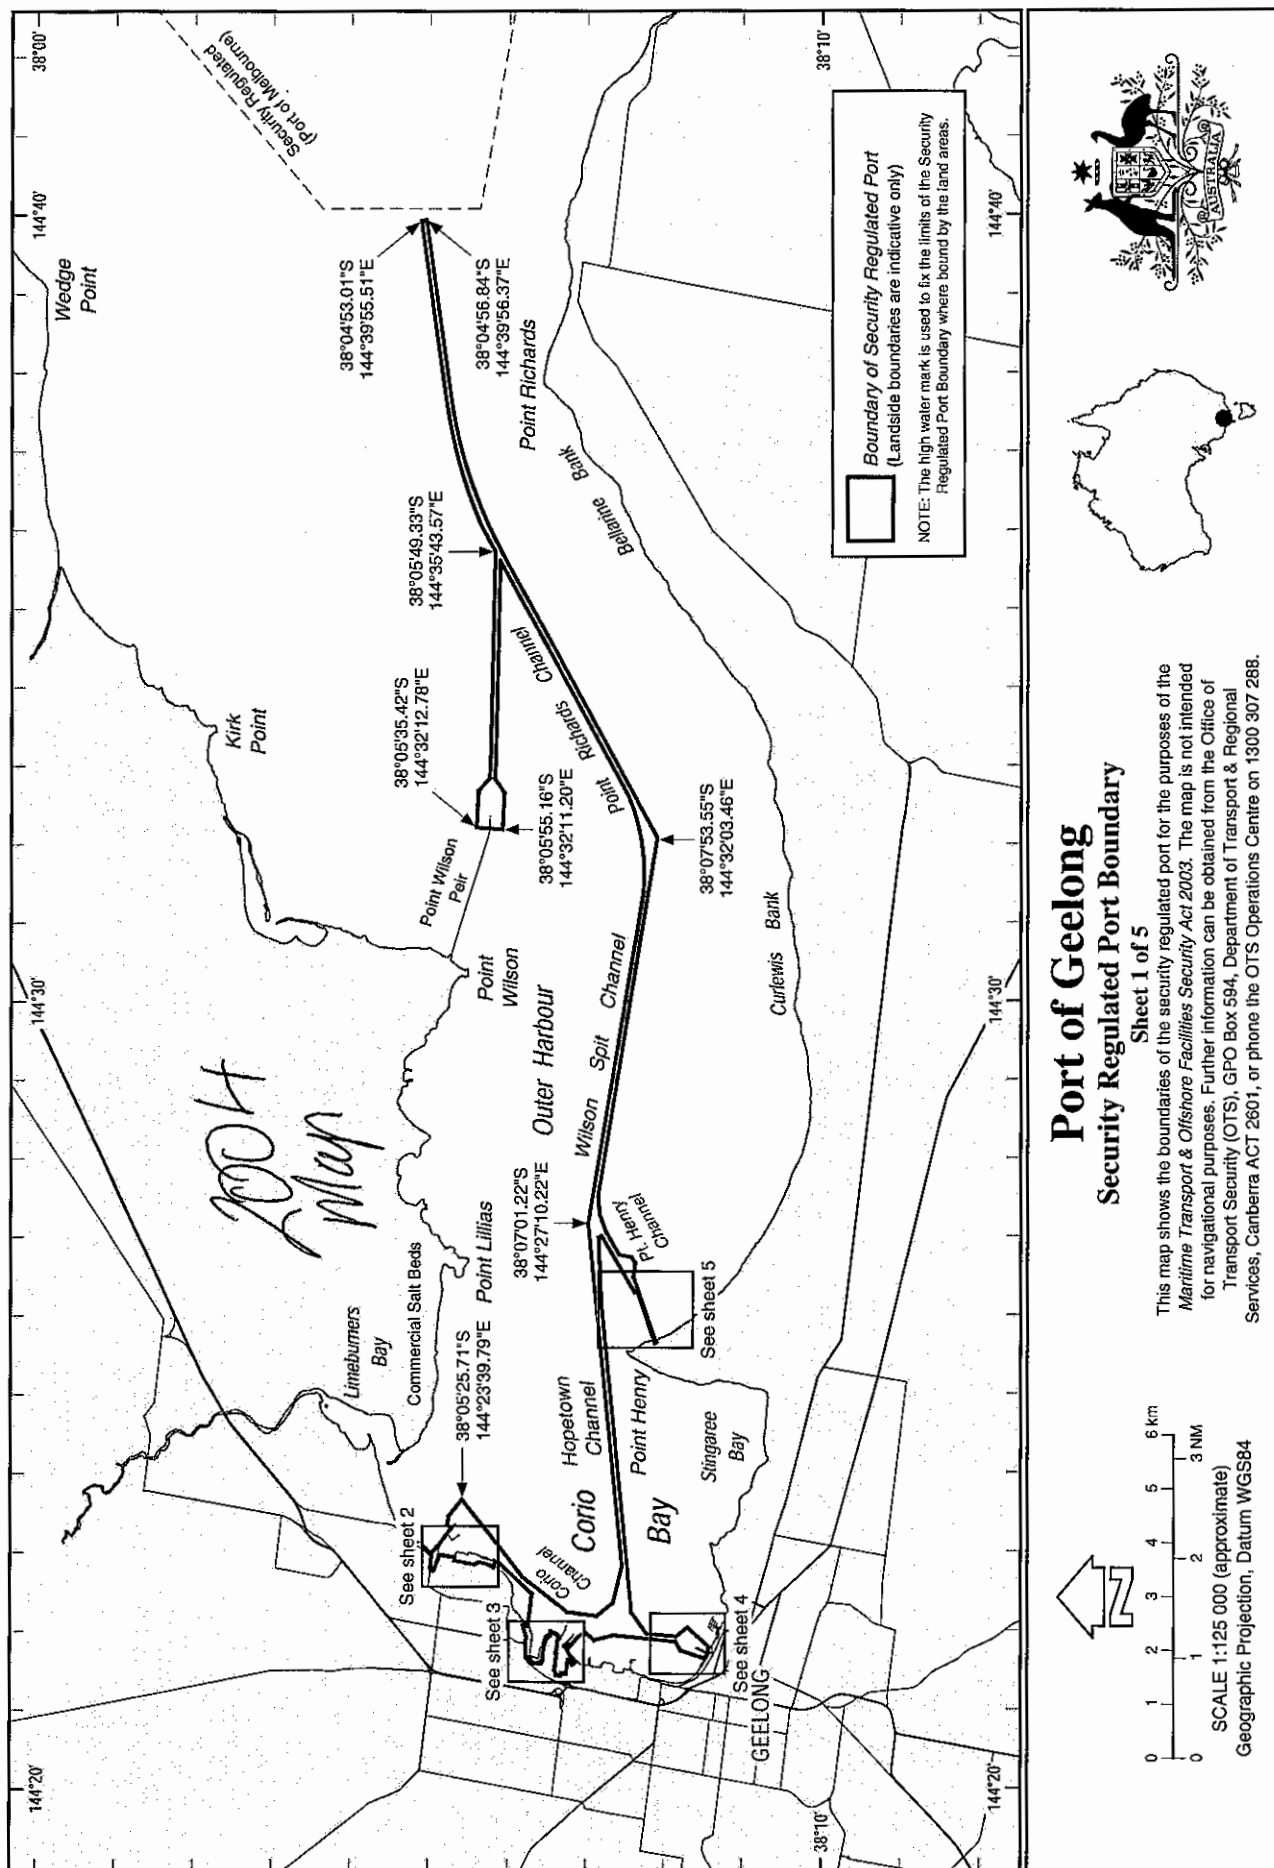 38°00'
144°40'
144°30'
144°20'
Security Regulated
(Port of Melbourne)
Wedge
Point
38°04'53.01"S
144°39'55.51"E
38°04'56.84"S
144°39'56.37"E
Point Richards
38°05'49.33"S
144°35'43.57"E
Bellarine Bank
Kirk
Point
38°05'35.42"S
144°32'12.78"E
Point Wilson
Peir
38°05'55.16"S
144°32'11.20"E
Point Richards Channel
38°07'53.55"S
144°32'03.46"E
Point
Wilson
Outer Harbour
Wilson Spit Channel
Curlewis Bank
2004
Map
38°07'01.22"S
144°27'10.22"E
Pt. Henry
Channel
Point Lillias
Commercial Salt Beds
Limeburners
Bay
38°05'25.71"S
144°23'39.79"E
See sheet 5
Hopetown
Channel
Point Henry
Stingaree
Bay
Corio
Bay
Corio
Channel
See sheet 2
See sheet 3
See sheet 4
GEELONG
38°10'
144°20'
144°30'
144°40'
38°10'
Boundary of Security Regulated Port
(Landside boundaries are indicative only)
NOTE: The high water mark is used to fix the limits of the Security
Regulated Port Boundary where bound by the land areas.
N
0 1 2 3 4 5 6 km
0 1 2 3 NM
SCALE 1:125 000 (approximate)
Geographic Projection, Datum WGS84
Port of Geelong
Security Regulated Port Boundary
Sheet 1 of 5
This map shows the boundaries of the security regulated port for the purposes of the
Maritime Transport & Offshore Facilities Security Act 2003. The map is not intended
for navigational purposes. Further information can be obtained from the Office of
Transport Security (OTS), GPO Box 594, Department of Transport & Regional
Services, Canberra ACT 2601, or phone the OTS Operations Centre on 1300 307 288.
AUSTRALIA